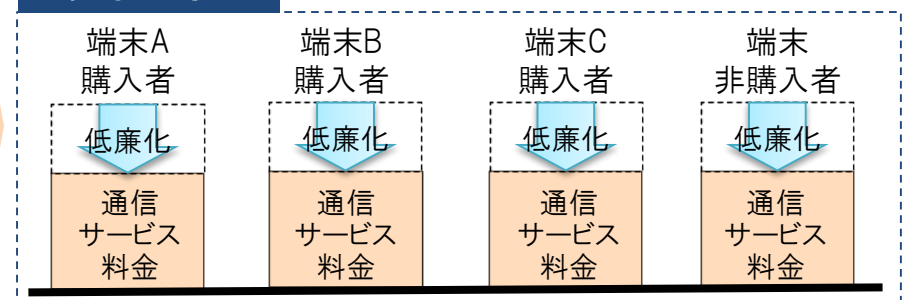 端末A
購入者
低廉化
通信
サービス
料金
端末B
購入者
低廉化
通信
サービス
料金
端末C
購入者
低廉化
通信
サービス
料金
端末
非購入者
低廉化
通信
サービス
料金